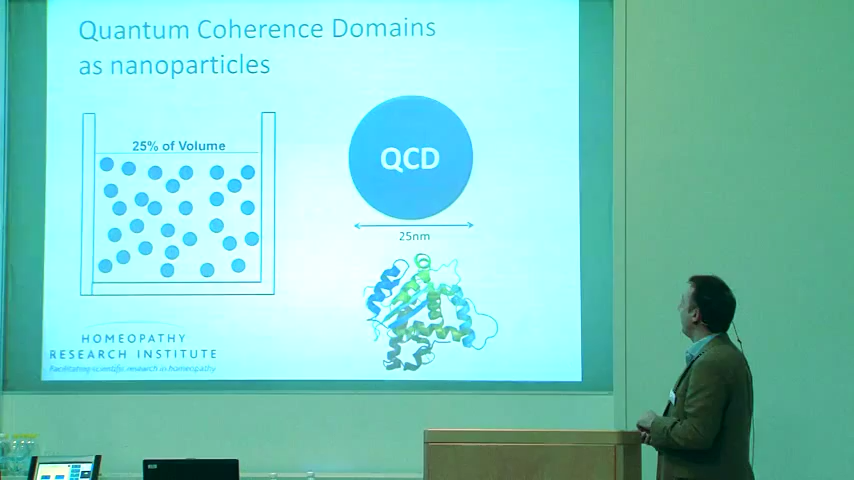 Quantum Coherence Domains
as nanoparticles
25% of Volume
QCD
25nm
HOMEOPATHY
RESEARCH INSTITUTE
Facilitating scientific research in homeopathy